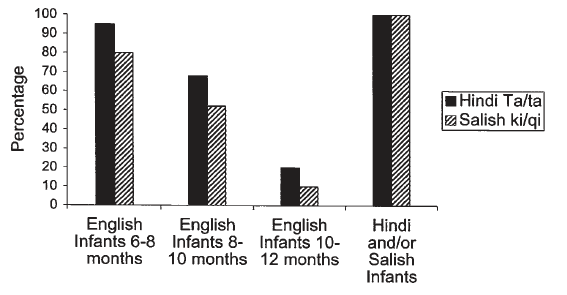 100
90
80
70
60
50
40
30
20
10
0
Percentage
Hindi Ta/ta
Salish ki/qi
English
Infants 6-8
months
English
Infants 8-
10 months
English
Infants 10-
12 months
Hindi
and/or
Salish
Infants